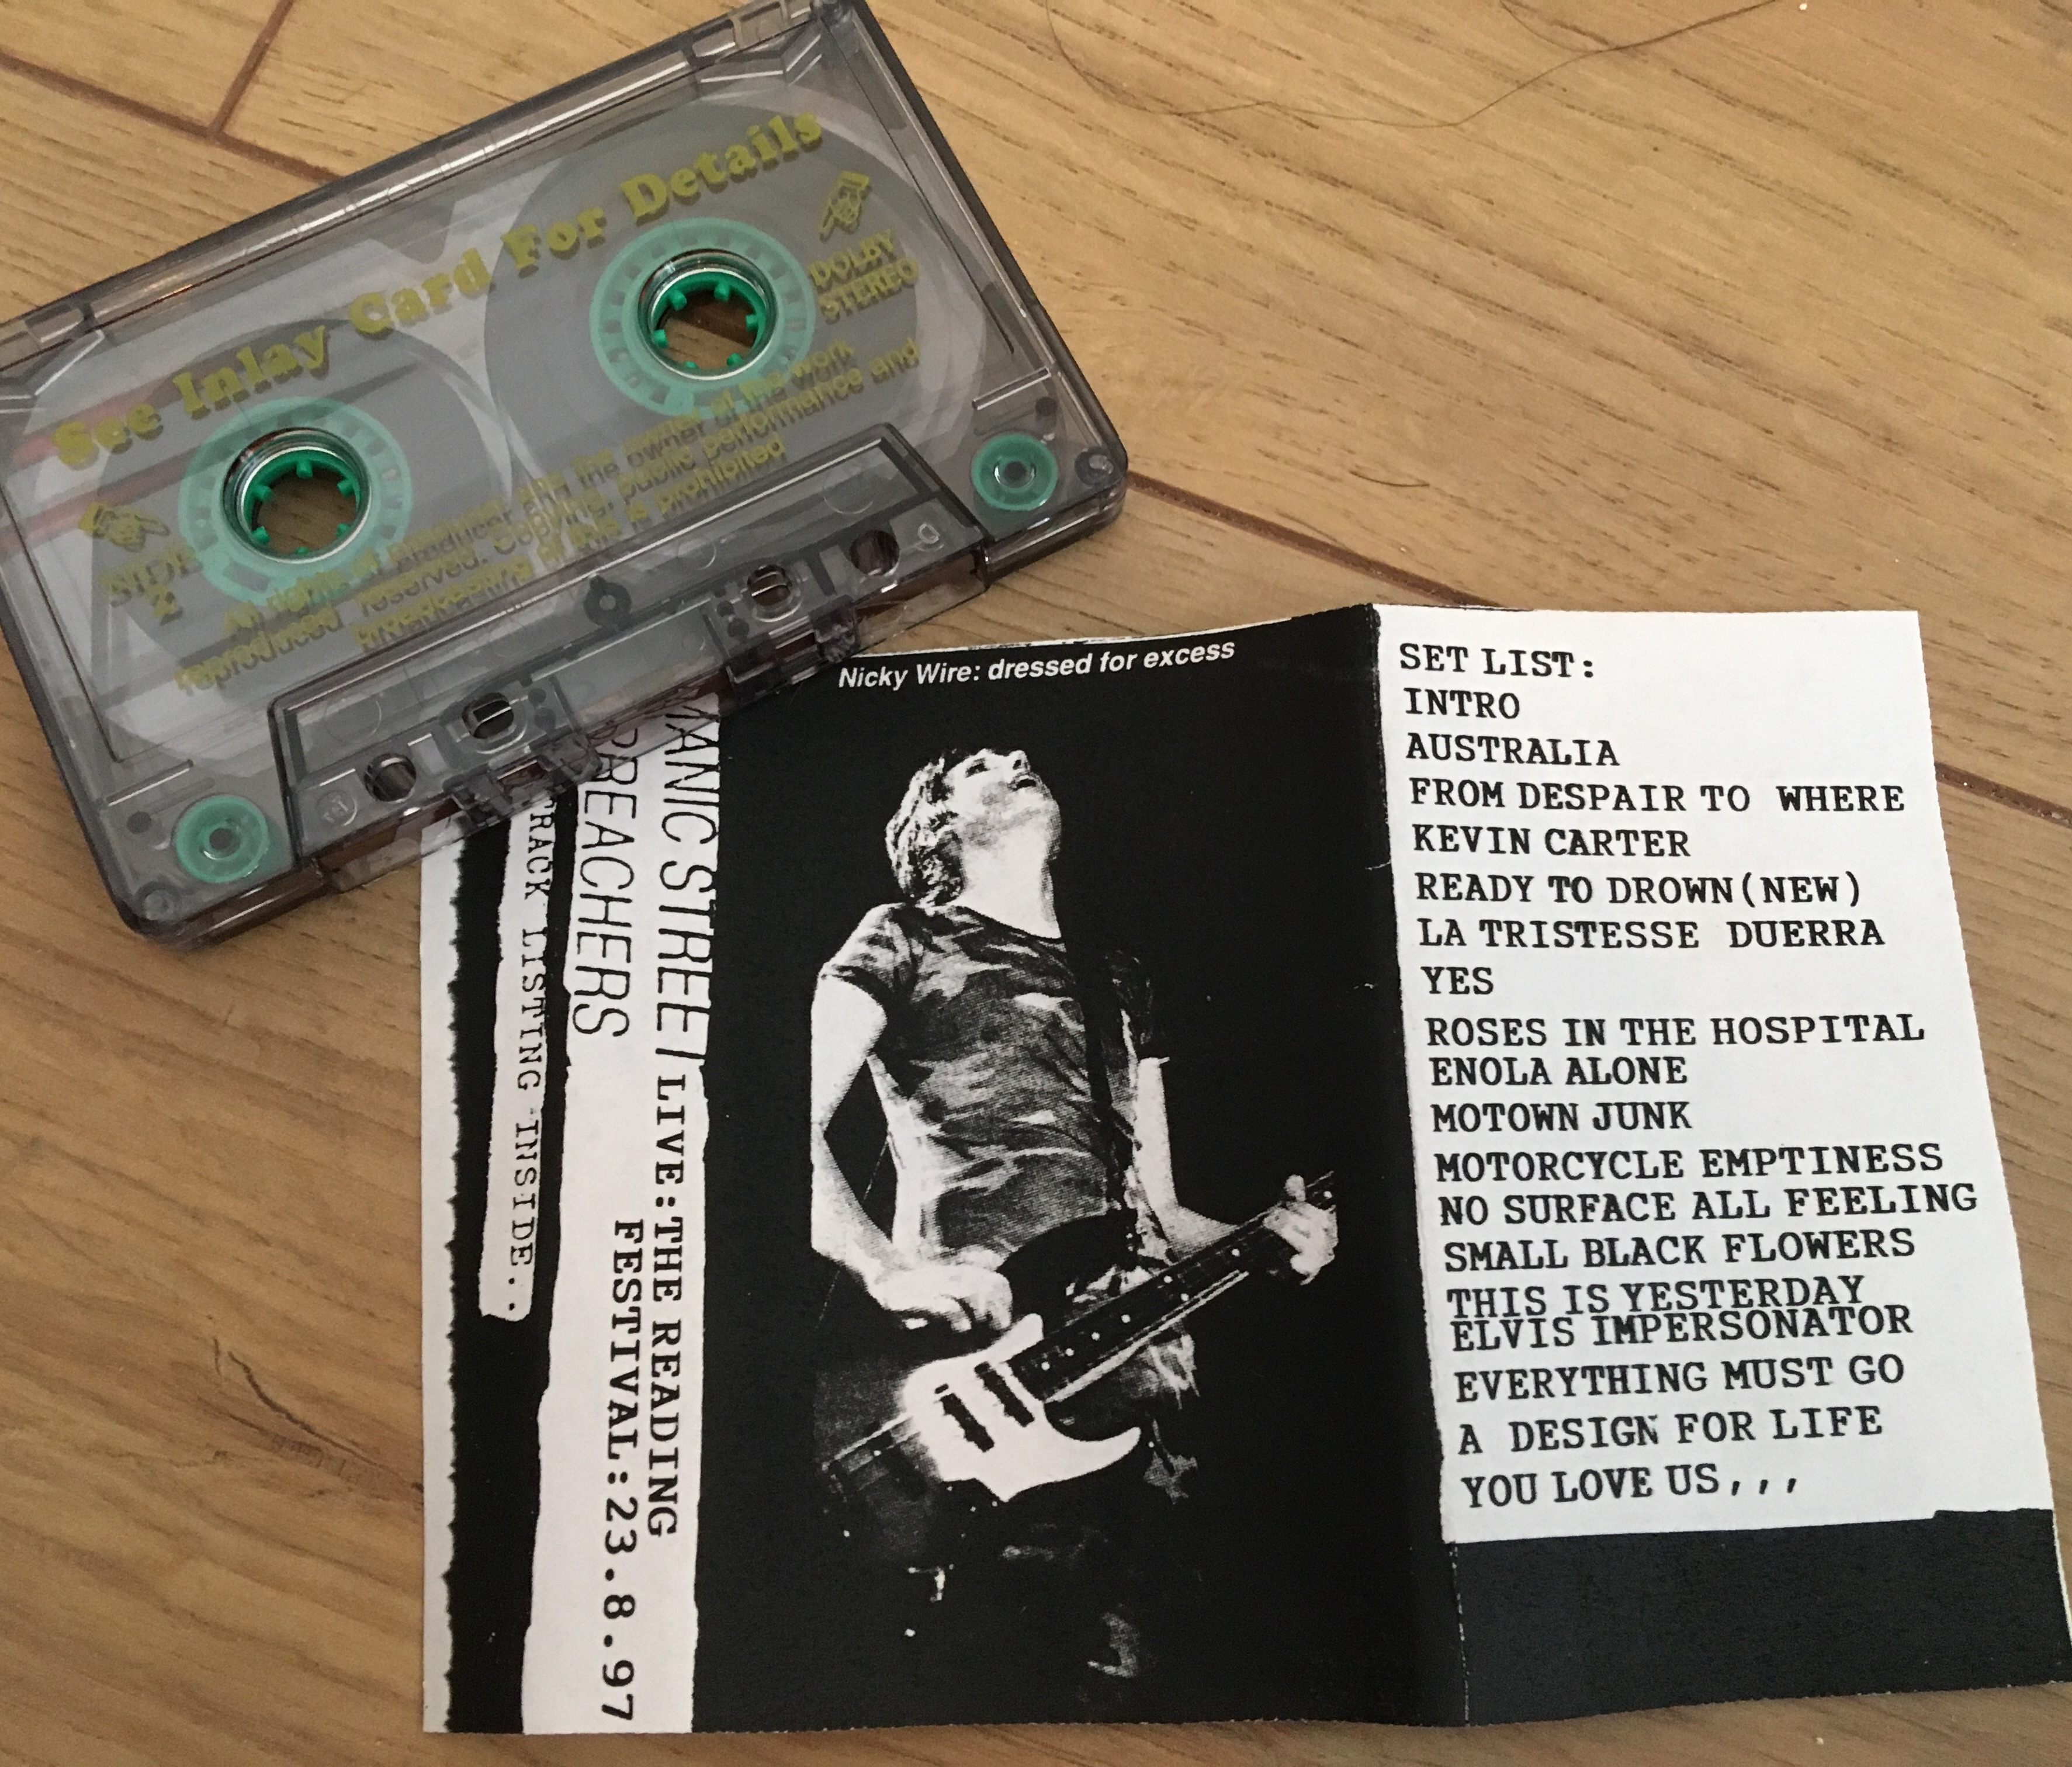 See Inlay Card For Details
DOLBY
STEREO
SIDE
2
All rights of producer and the owner of the work
reproduced reserved. Copying, public performance and
broadcasting of this is prohibited
Nicky Wire: dressed for excess
MANIC STREET
PREACHERS
LIVE:THE READING
FESTIVAL:23.8.97
TRACK LISTING INSIDE..
SET LIST:
INTRO
AUSTRALIA
FROM DESPAIR TO WHERE
KEVIN CARTER
READY TO DROWN(NEW)
LA TRISTESSE DUERRA
YES
ROSES IN THE HOSPITAL
ENOLA ALONE
MOTOWN JUNK
MOTORCYCLE EMPTINESS
NO SURFACE ALL FEELING
SMALL BLACK FLOWERS
THIS IS YESTERDAY
ELVIS IMPERSONATOR
EVERYTHING MUST GO
A DESIGN FOR LIFE
YOU LOVE US,,,